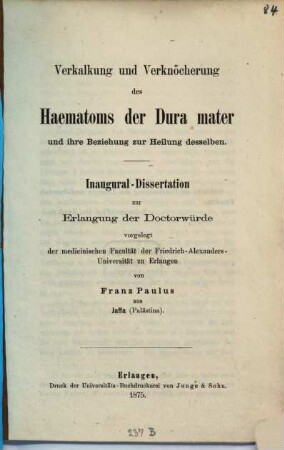 84
Verkalkung und Verknöcherung
des
Haematoms der Dura mater
und ihre Beziehung zur Heilung desselben.
Inaugural-Dissertation
zur
Erlangung der Doctorwürde
vorgelegt
der medicinischen Facultät der Friedrich-Alexanders-
Universität zu Erlangen
von
Franz Paulus
aus
Jaffa (Palästina).
Erlangen,
Druck der Universitäts-Buchdruckerei von Junge & Sohn.
1875.
237 B